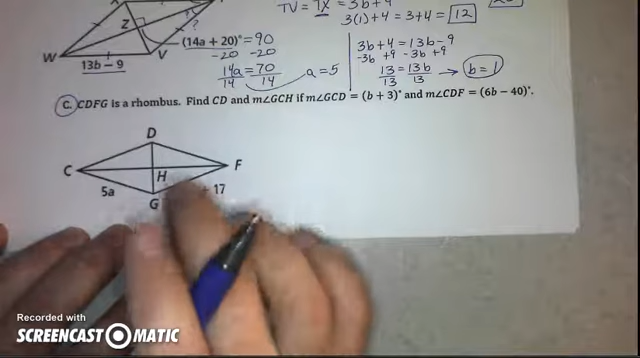 TV = TX = 3b + 4
3(1)+4 = 3+4 = 12
Z
?
(14a + 20)° = 90
-20 -20
W
V
13b − 9
14a = 70
14 14
a = 5
3b+4 = 13b-9
-3b +9 -3b +9
13 = 13b
13 13
b = 1
C. CDFG is a rhombus. Find CD and m∠GCH if m∠GCD = (b + 3)° and m∠CDF = (6b − 40)°.
D
C
F
H
5a
+ 17
G
Recorded with
SCREENCAST O MATIC